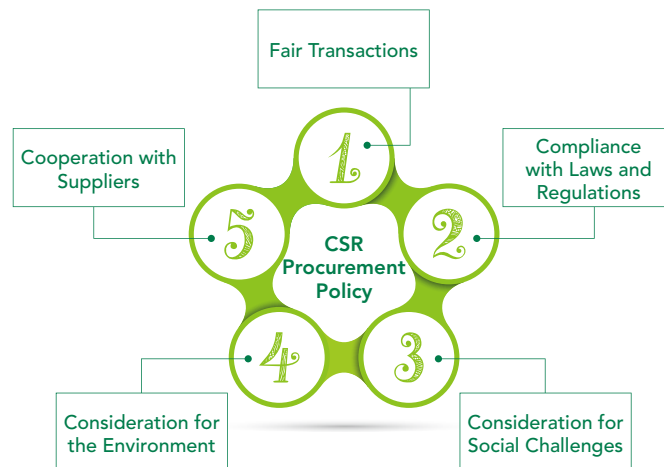 Fair Transactions
1
Cooperation with
Suppliers
Compliance
with Laws and
Regulations
5
2
CSR
Procurement
Policy
4
3
Consideration for
the Environment
Consideration for
Social Challenges